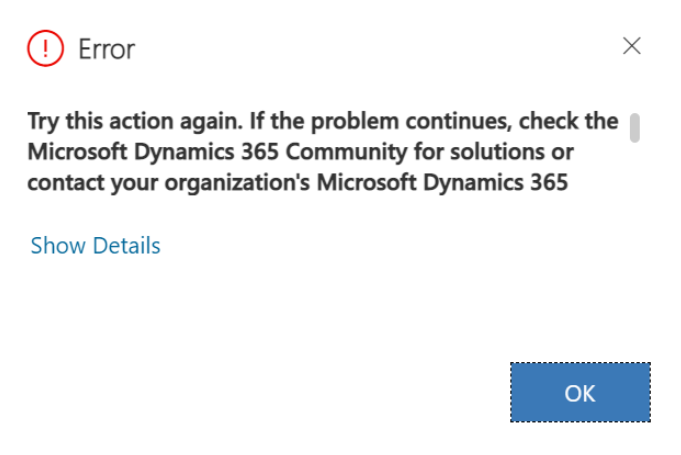 Error
Try this action again. If the problem continues, check the
Microsoft Dynamics 365 Community for solutions or
contact your organization's Microsoft Dynamics 365
Show Details
OK